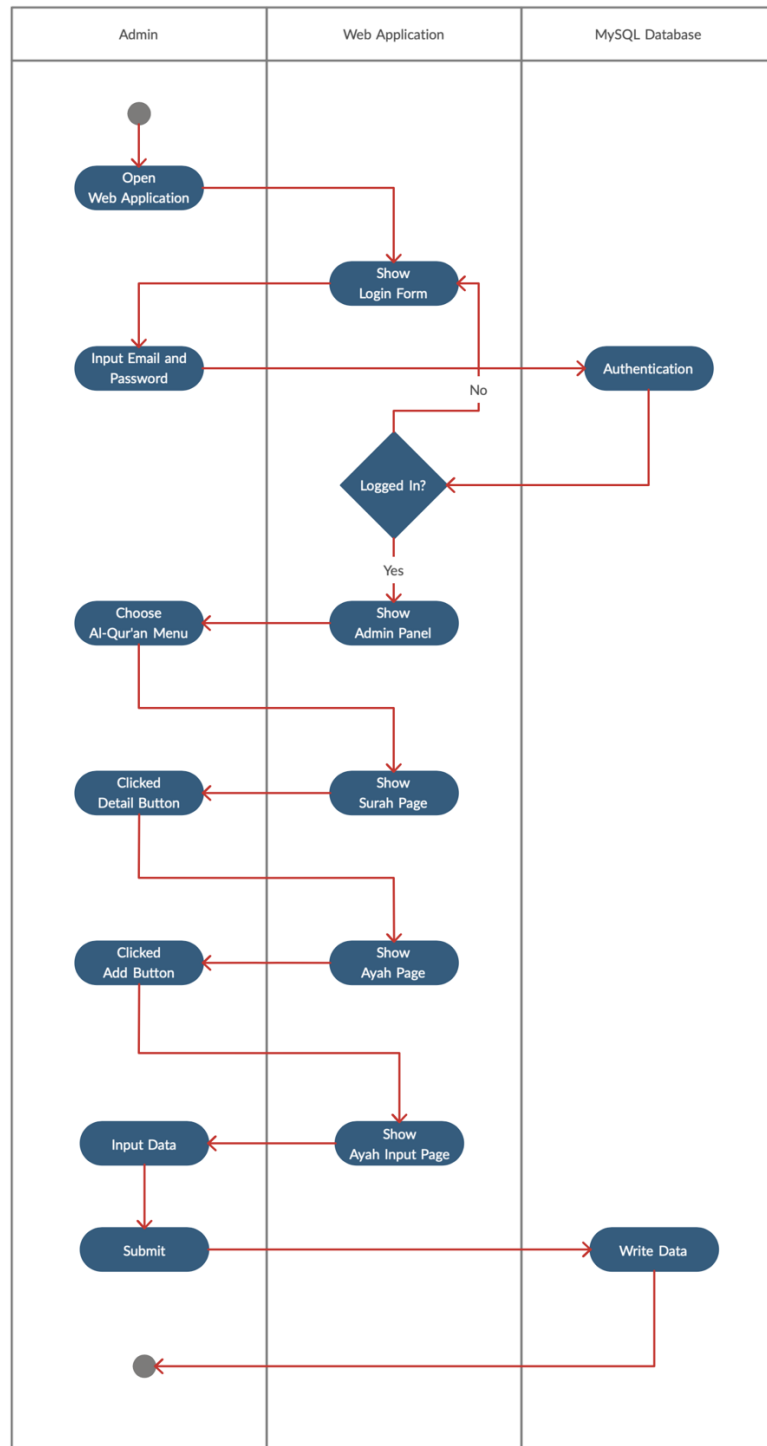 Admin
Web Application
MySQL Database
Open
Web Application
Show
Login Form
Input Email and
Password
Authentication
No
Logged In?
Yes
Choose
Al-Qur'an Menu
Show
Admin Panel
Clicked
Detail Button
Show
Surah Page
Clicked
Add Button
Show
Ayah Page
Input Data
Show
Ayah Input Page
Submit
Write Data